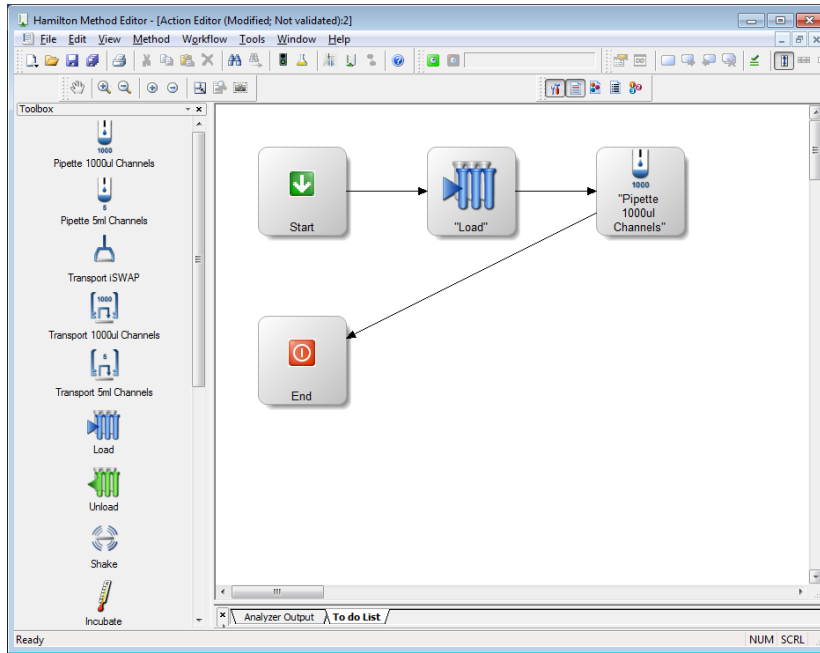 Hamilton Method Editor - [Action Editor (Modified; Not validated):2]
File Edit View Method Workflow Tools Window Help
Toolbox
1000
Pipette 1000ul Channels
5
Pipette 5ml Channels
Transport iSWAP
1000
Transport 1000ul Channels
5
Transport 5ml Channels
Load
Unload
Shake
Incubate
Start
"Load"
1000
"Pipette
1000ul
Channels"
End
Analyzer Output
To do List
Ready
NUM SCRL